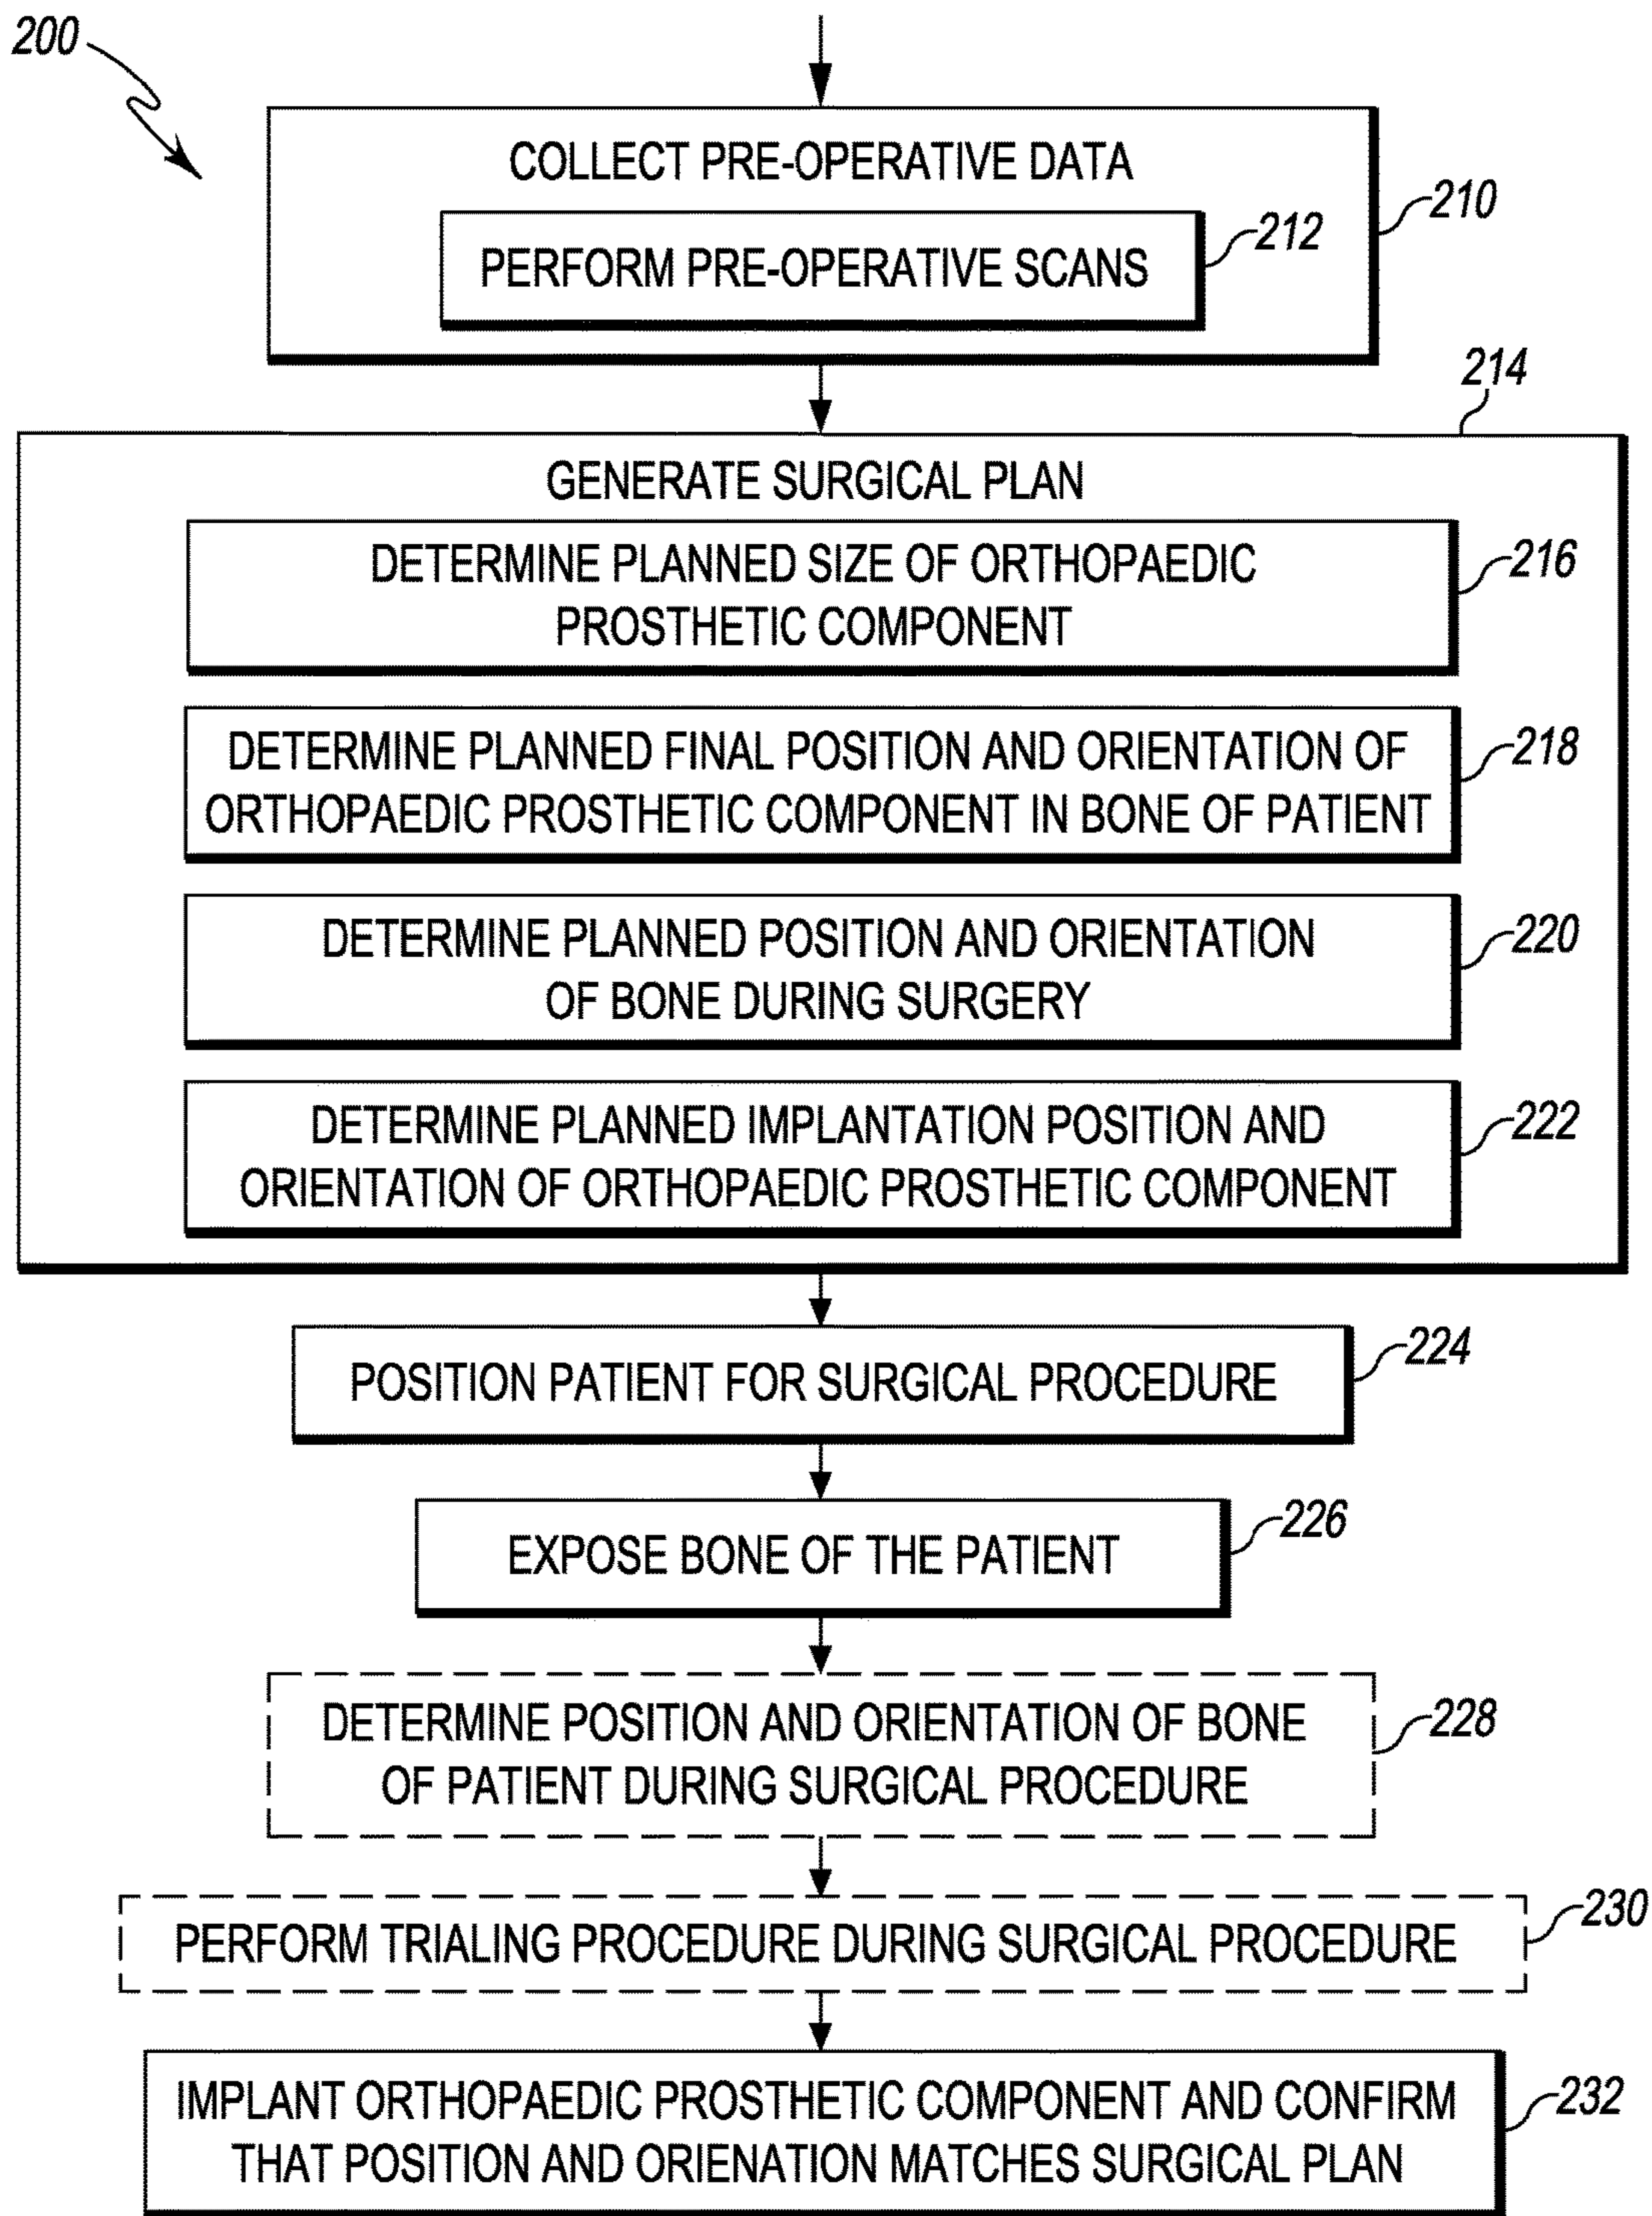 200
COLLECT PRE-OPERATIVE DATA
210
PERFORM PRE-OPERATIVE SCANS
212
214
GENERATE SURGICAL PLAN
DETERMINE PLANNED SIZE OF ORTHOPAEDIC
PROSTHETIC COMPONENT
216
DETERMINE PLANNED FINAL POSITION AND ORIENTATION OF
ORTHOPAEDIC PROSTHETIC COMPONENT IN BONE OF PATIENT
218
DETERMINE PLANNED POSITION AND ORIENTATION
OF BONE DURING SURGERY
220
DETERMINE PLANNED IMPLANTATION POSITION AND
ORIENTATION OF ORTHOPAEDIC PROSTHETIC COMPONENT
222
POSITION PATIENT FOR SURGICAL PROCEDURE
224
EXPOSE BONE OF THE PATIENT
226
DETERMINE POSITION AND ORIENTATION OF BONE
OF PATIENT DURING SURGICAL PROCEDURE
228
PERFORM TRIALING PROCEDURE DURING SURGICAL PROCEDURE
230
IMPLANT ORTHOPAEDIC PROSTHETIC COMPONENT AND CONFIRM
THAT POSITION AND ORIENATION MATCHES SURGICAL PLAN
232